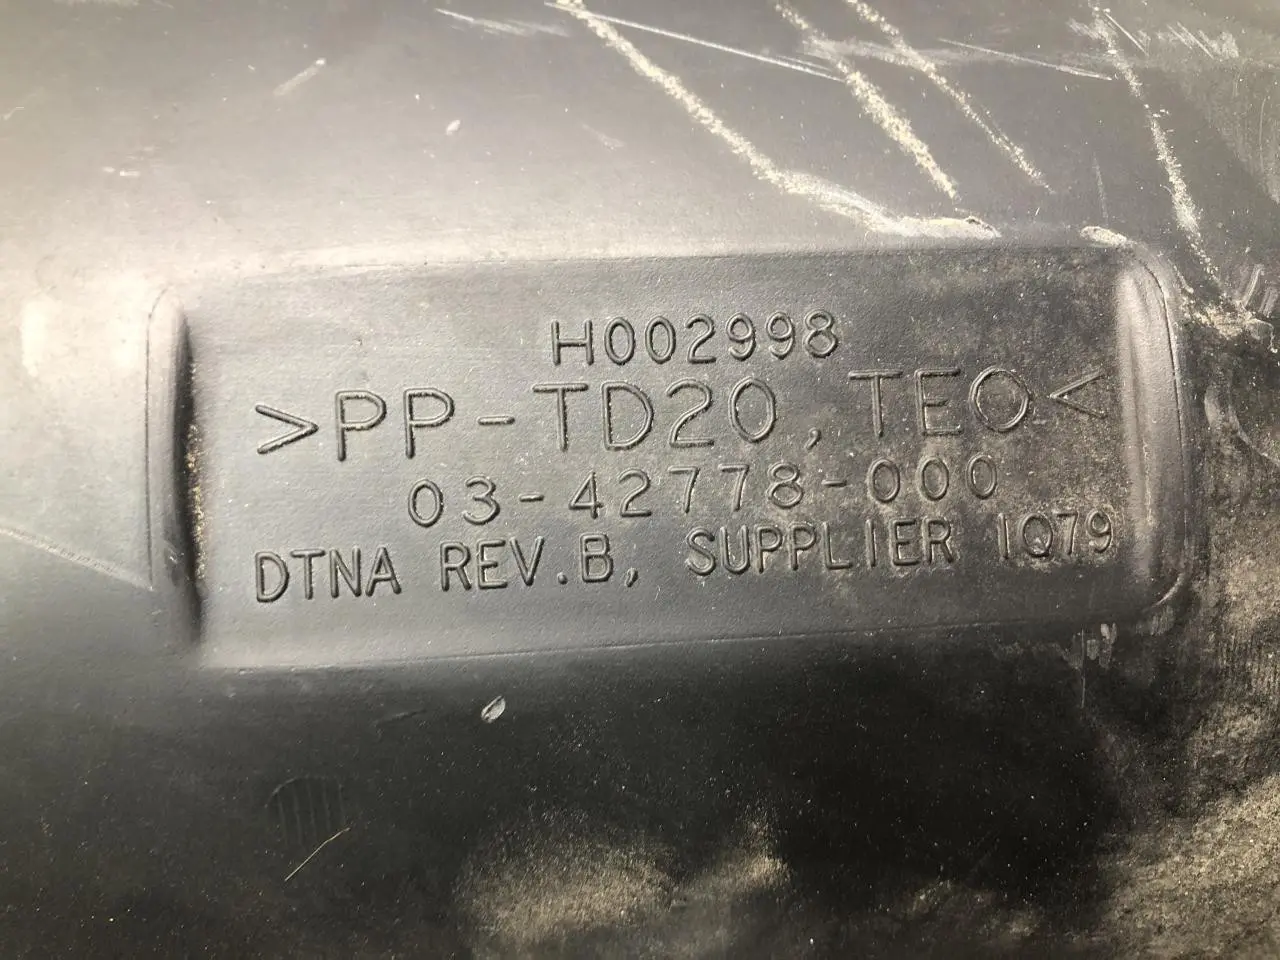 H002998
>PP-TD20, TEO<
03-42778-000
DTNA REV.B, SUPPLIER 1Q79